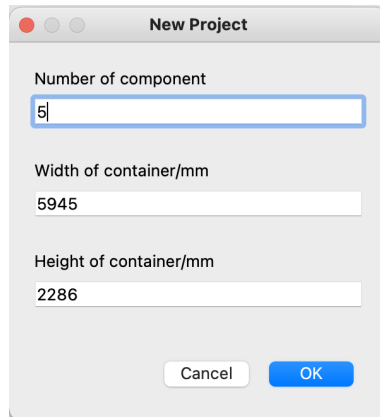 New Project
Number of component
5
Width of container/mm
5945
Height of container/mm
2286
Cancel OK